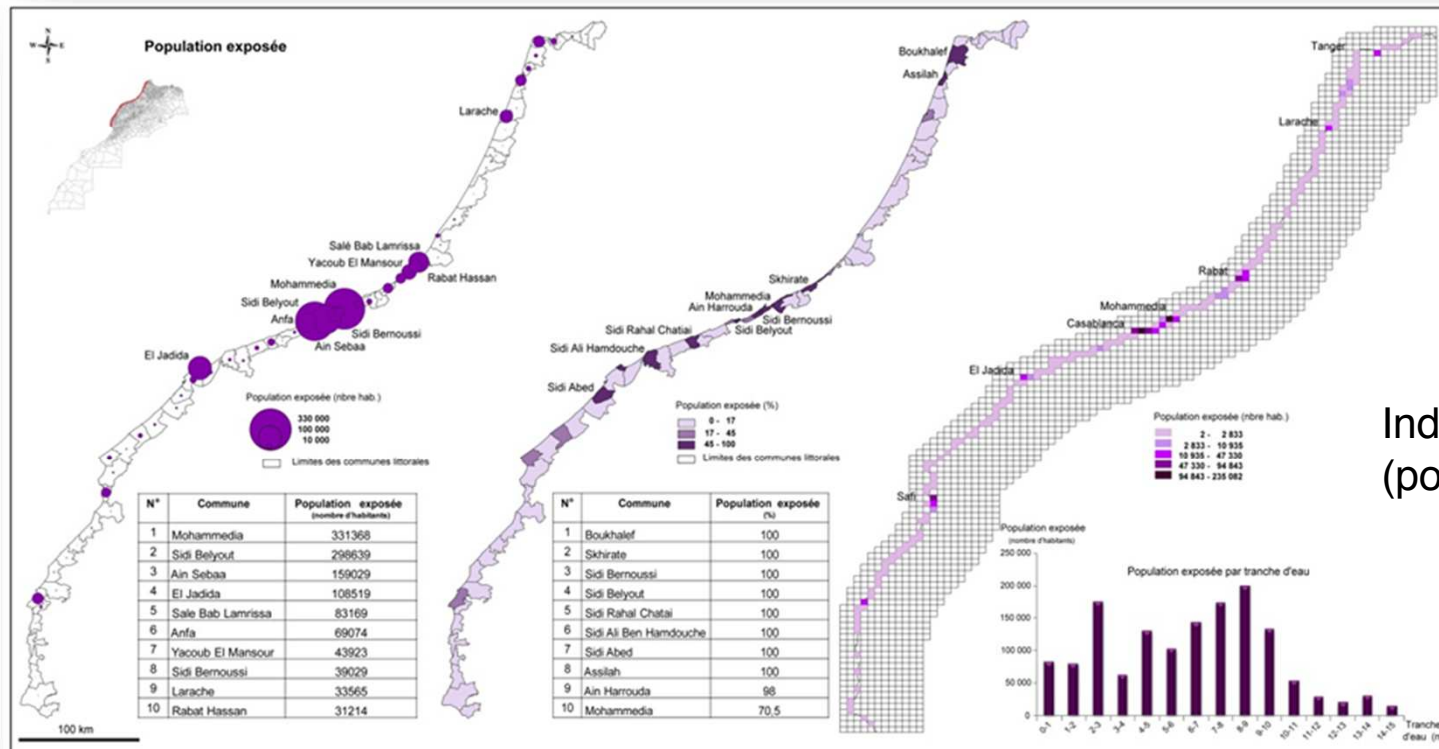 N
W E
S
Population exposée
Larache
Salé Bab Lamrissa
Yacoub El Mansour
Rabat Hassan
Mohammedia
Sidi Belyout
Anfa
Sidi Bernoussi
Ain Sebaa
El Jadida
Population exposée (nbre hab.)
330 000
100 000
10 000
Limites des communes littorales
N° Commune Population exposée
(nombre d'habitants)
1 Mohammedia 331368
2 Sidi Belyout 298639
3 Ain Sebaa 159029
4 El Jadida 108519
5 Sale Bab Lamrissa 83169
6 Anfa 69074
7 Yacoub El Mansour 43923
8 Sidi Bernoussi 39029
9 Larache 33565
10 Rabat Hassan 31214
100 km
Boukhalef
Assilah
Skhirate
Mohammedia
Ain Harrouda
Sidi Bernoussi
Sidi Belyout
Sidi Rahal Chatiai
Sidi Ali Hamdouche
Sidi Abed
Population exposée (%)
0 - 17
17 - 45
45 - 100
Limites des communes littorales
N° Commune Population exposée
(%)
1 Boukhalef 100
2 Skhirate 100
3 Sidi Bernoussi 100
4 Sidi Belyout 100
5 Sidi Rahal Chatai 100
6 Sidi Ali Ben Hamdouche 100
7 Sidi Abed 100
8 Assilah 100
9 Ain Harrouda 98
10 Mohammedia 70,5
Tanger
Larache
Rabat
Mohammedia
Casablanca
El Jadida
Safi
Population exposée (nbre hab.)
2 - 2 833
2 833 - 10 935
10 935 - 47 330
47 330 - 94 843
94 843 - 235 082
Population exposée
(nombre d'habitants)
Population exposée par tranche d'eau
250 000
200 000
150 000
100 000
50 000
0
0-1 1-2 2-3 3-4 4-5 5-6 6-7 7-8 8-9 9-10 10-11 11-12 12-13 13-14 14-15
Tranche
d'eau (m
Ind
(po